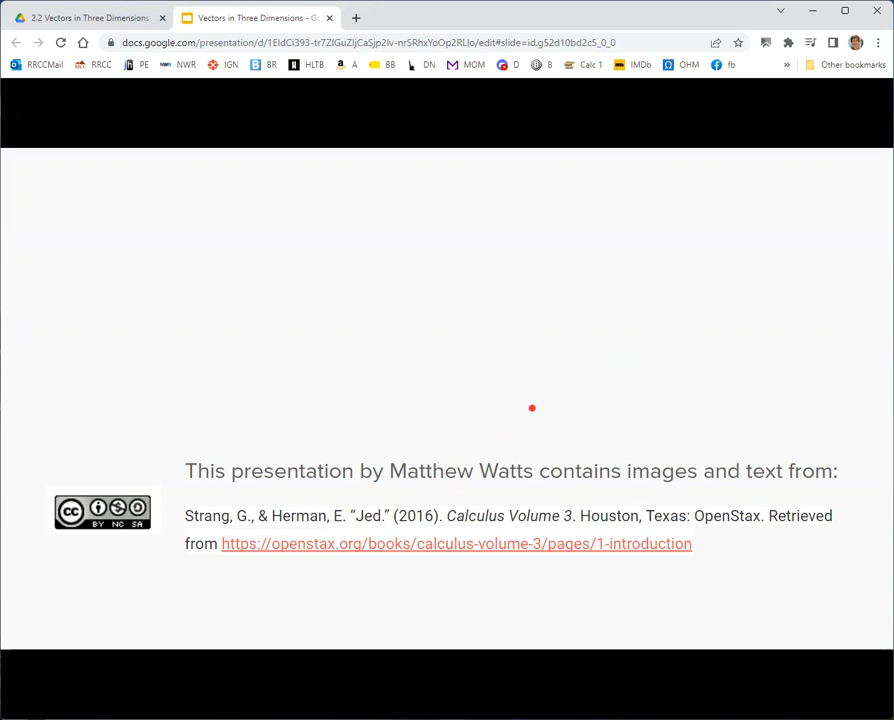 2.2 Vectors in Three Dimensions
Vectors in Three Dimensions - Go
docs.google.com/presentation/d/1EldCi393-tr7ZIGuZIjCaSjp2Iv-nrSRhxYoOp2RLIo/edit#slide=id.g52d10bd2c5_0_0
RRCCMail RRCC PE NWR IGN BR HLTB A BB DN MOM D B Calc 1 IMDb OHM fb » Other bookmarks
This presentation by Matthew Watts contains images and text from:
Strang, G., & Herman, E. “Jed.” (2016). Calculus Volume 3. Houston, Texas: OpenStax. Retrieved
from https://openstax.org/books/calculus-volume-3/pages/1-introduction
cc
BY NC SA